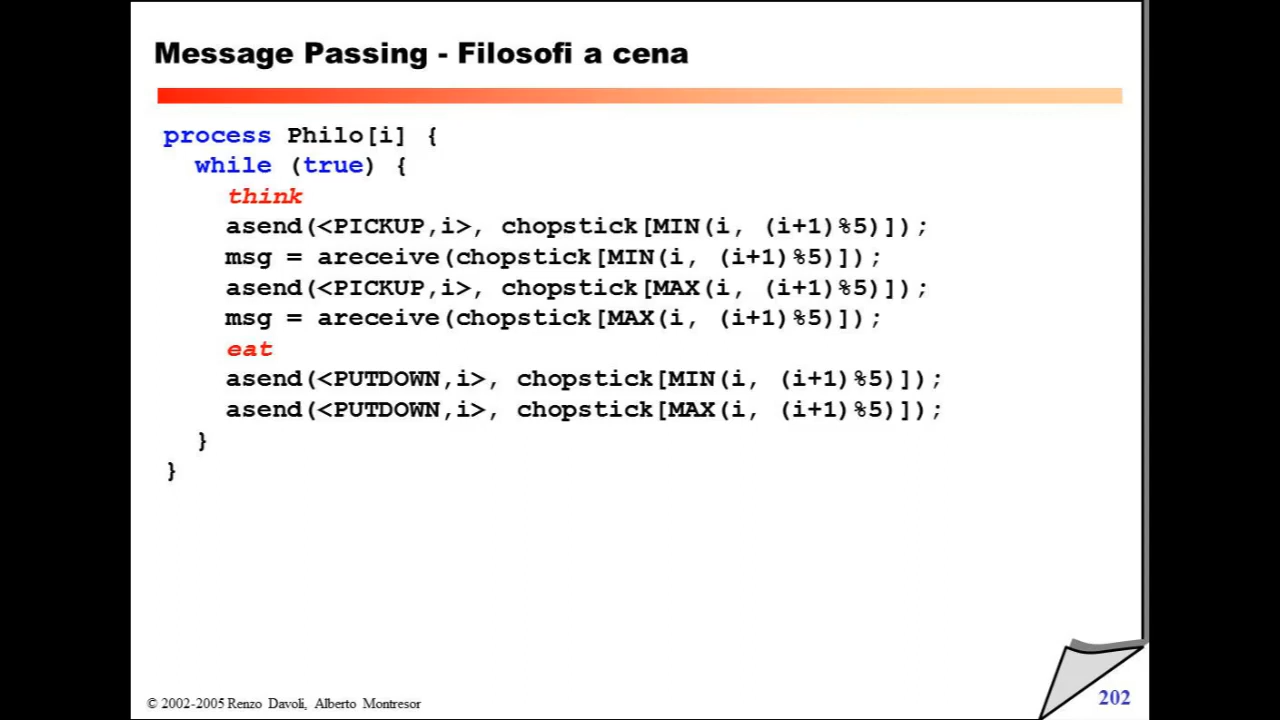 Message Passing - Filosofi a cena
process Philo[i] {
while (true) {
think
asend(<PICKUP,i>, chopstick[MIN(i, (i+1)%5)]);
msg = areceive(chopstick[MIN(i, (i+1)%5)]);
asend(<PICKUP,i>, chopstick[MAX(i, (i+1)%5)]);
msg = areceive(chopstick[MAX(i, (i+1)%5)]);
eat
asend(<PUTDOWN,i>, chopstick[MIN(i, (i+1)%5)]);
asend(<PUTDOWN,i>, chopstick[MAX(i, (i+1)%5)]);
}
}
© 2002-2005 Renzo Davoli, Alberto Montresor
202